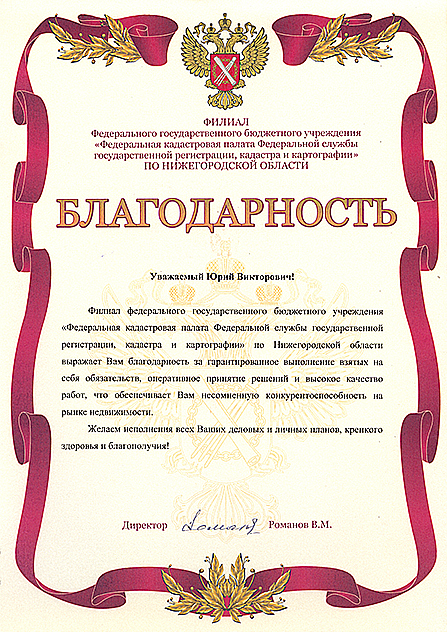 ФИЛИАЛ
Федерального государственного бюджетного учреждения
«Федеральная кадастровая палата Федеральной службы
государственной регистрации, кадастра и картографии»
ПО НИЖЕГОРОДСКОЙ ОБЛАСТИ
БЛАГОДАРНОСТЬ
Уважаемый Юрий Викторович!
Филиал федерального государственного бюджетного учреждения
«Федеральная кадастровая палата Федеральной службы государственной
регистрации, кадастра и картографии» по Нижегородской области
выражает Вам благодарность за гарантированное выполнение взятых на
себя обязательств, оперативное принятие решений и высокое качество
работ, что обеспечивает Вам несомненную конкурентоспособность на
рынке недвижимости.
Желаем исполнения всех Ваших деловых и личных планов, крепкого
здоровья и благополучия!
Директор Романов В.М.